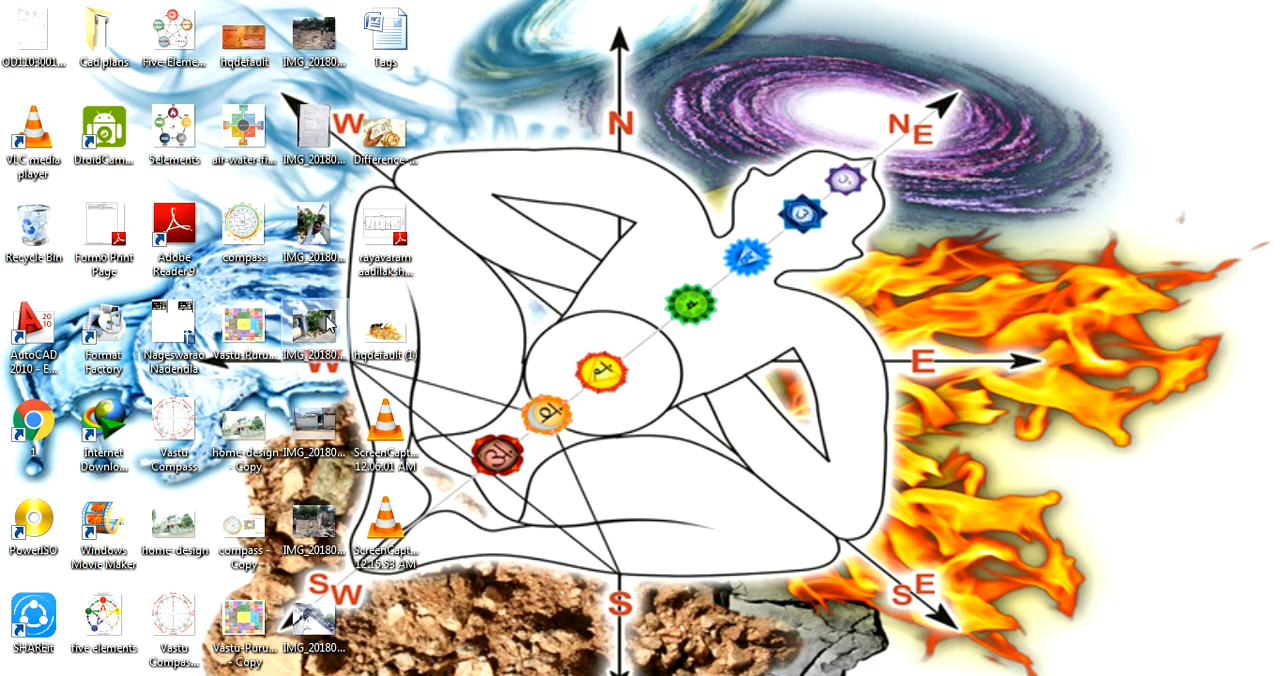 OD1103001...
Cad plans
Five-Eleme...
hqdefault
IMG_20180...
Tags
VLC media
player
DroidCam...
5elements
air-water-fi...
IMG_20180...
Difference-...
Recycle Bin
Form6 Print
Page
Adobe
Reader 9
compass
IMG_20180...
rayavaram
aadilaksh...
AutoCAD
2010 - E...
Format
Factory
Nageswarao
Nadendla
Vastu-Puru...
IMG_20180...
hqdefault (1)
1
Internet
Downlo...
Vastu
Compass
home-design
- Copy
IMG_20180...
ScreenCapt...
12.06.01 AM
PowerISO
Windows
Movie Maker
home-design
compass -
Copy
IMG_20180...
ScreenCapt...
12.15.53 AM
SHAREit
five elements
Vastu
Compas...
Vastu-Puru...
- Copy
IMG_20180...
N
NE
W
W
E
SW
S
SE